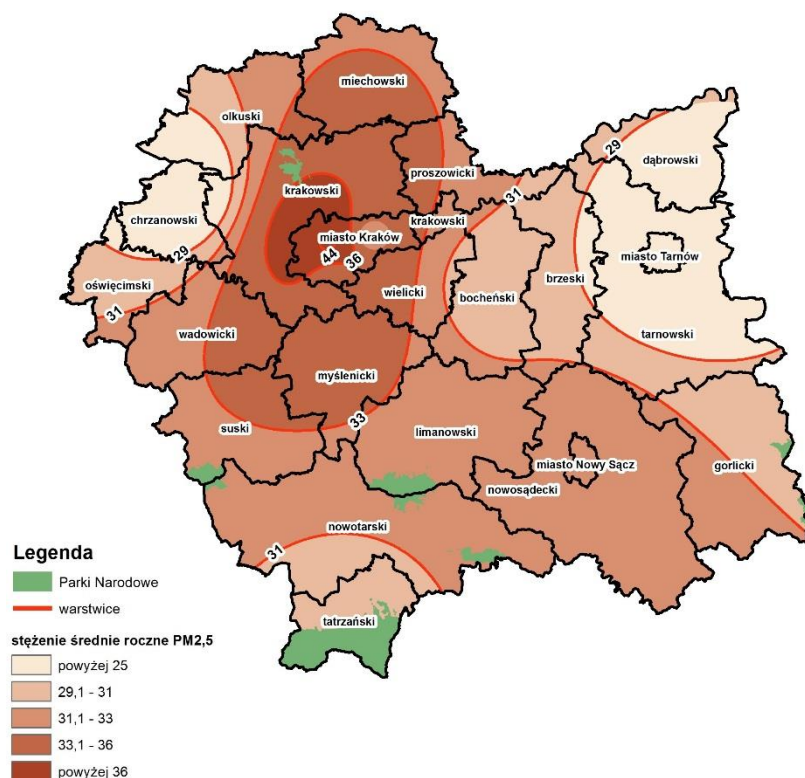 miechowski
olkuski
29
dąbrowski
proszowicki
krakowski
31
krakowski
chrzanowski
miasto Kraków
miasto Tarnów
29
44
36
brzeski
oświęcimski
wielicki
bocheński
31
wadowicki
tarnowski
myślenicki
33
suski
limanowski
miasto Nowy Sącz
gorlicki
nowosądecki
nowotarski
31
tatrzański
Legenda
Parki Narodowe
warstwice
stężenie średnie roczne PM2,5
powyżej 25
29,1 - 31
31,1 - 33
33,1 - 36
powyżej 36